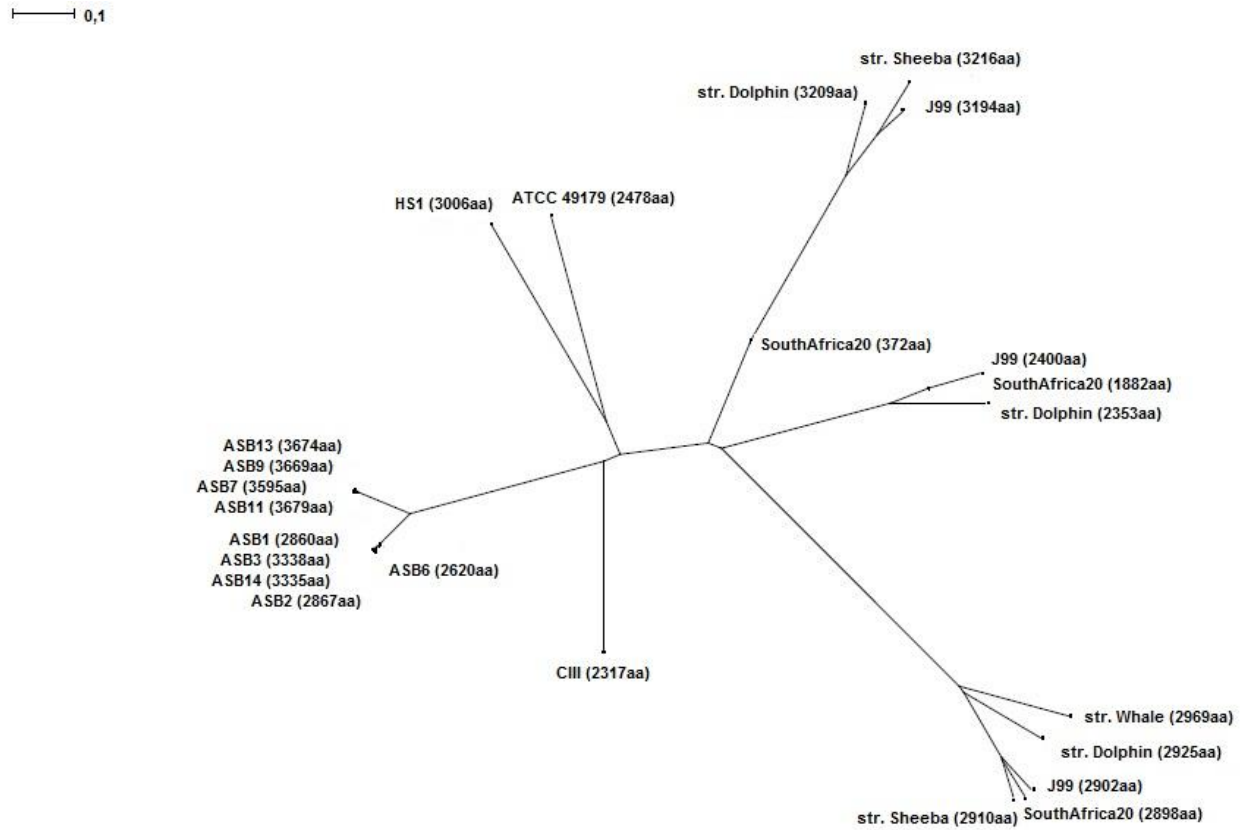 0,1
str. Sheeba (3216aa)
str. Dolphin (3209aa)
J99 (3194aa)
ATCC 49179 (2478aa)
HS1 (3006aa)
SouthAfrica20 (372aa)
J99 (2400aa)
SouthAfrica20 (1882aa)
str. Dolphin (2353aa)
ASB13 (3674aa)
ASB9 (3669aa)
ASB7 (3595aa)
ASB11 (3679aa)
ASB1 (2860aa)
ASB3 (3338aa)
ASB6 (2620aa)
ASB14 (3335aa)
ASB2 (2867aa)
CIII (2317aa)
str. Whale (2969aa)
str. Dolphin (2925aa)
J99 (2902aa)
str. Sheeba (2910aa)
SouthAfrica20 (2898aa)